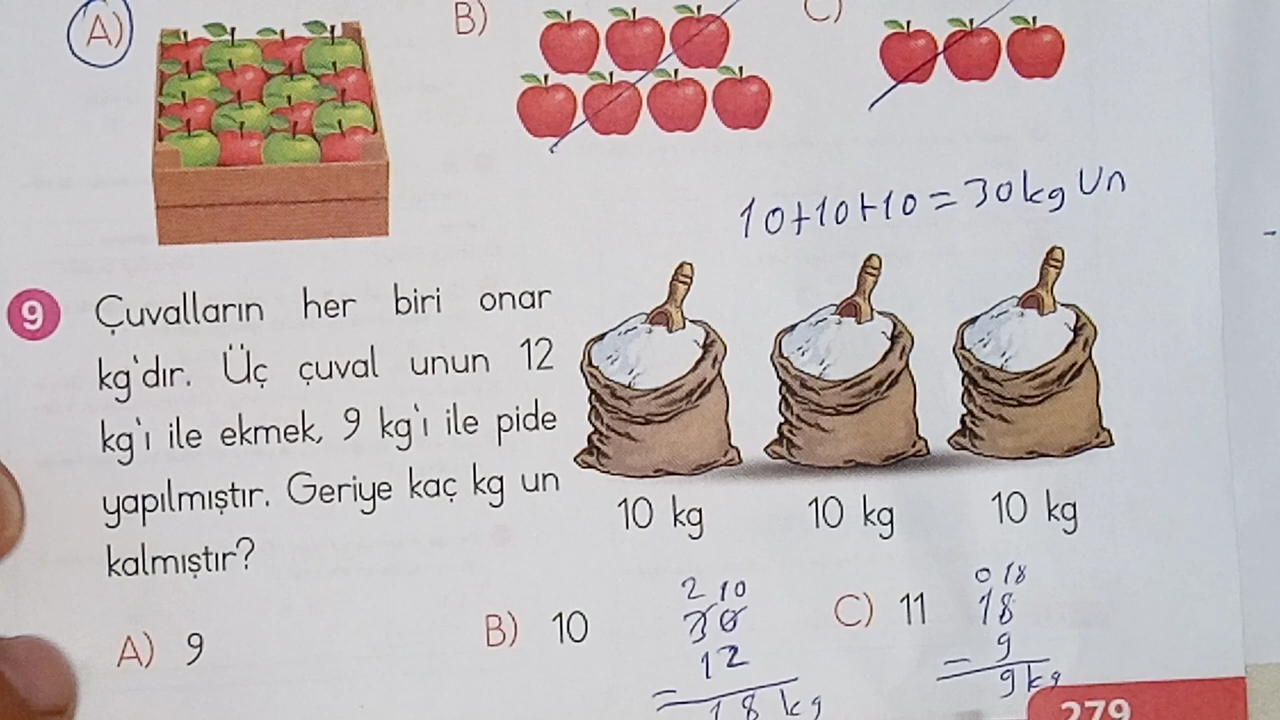 A) B) C)
10+10+10=30kg Un
9 Çuvalların her biri onar
kg'dır. Üç çuval unun 12
kg'ı ile ekmek, 9 kg'ı ile pide
yapılmıştır. Geriye kaç kg un
kalmıştır?
10 kg 10 kg 10 kg
A) 9 B) 10 C) 11
2 10
30
12
18 kg
0 18
18
9
9kg
279